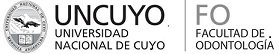 UNCUYO
UNIVERSIDAD
NACIONAL DE CUYO
FO
FACULTAD DE
ODONTOLOGÍA